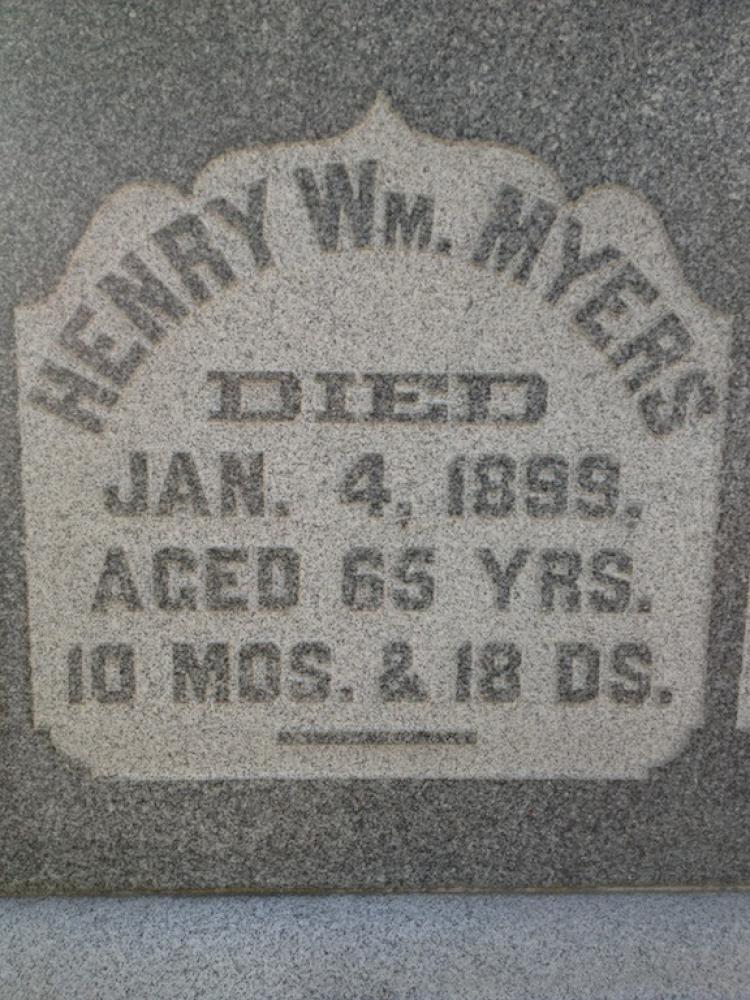 HENRY WM. MYERS
DIED
JAN. 4, 1899.
AGED 65 YRS.
10 MOS. & 18 DS.